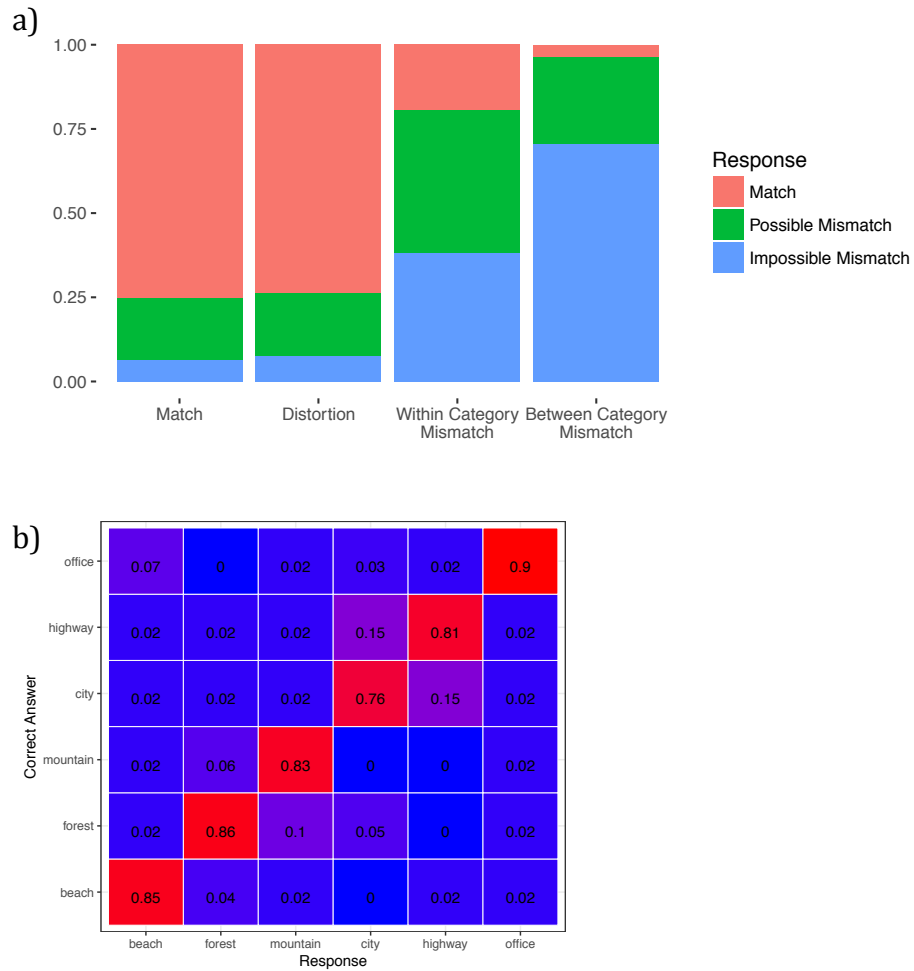 a)
1.00
0.75
0.50
0.25
0.00
Match
Distortion
Within Category
Mismatch
Between Category
Mismatch
Response
Match
Possible Mismatch
Impossible Mismatch
b)
Correct Answer
office 0.07 0 0.02 0.03 0.02 0.9
highway 0.02 0.02 0.02 0.15 0.81 0.02
city 0.02 0.02 0.02 0.76 0.15 0.02
mountain 0.02 0.06 0.83 0 0 0.02
forest 0.02 0.86 0.1 0.05 0 0.02
beach 0.85 0.04 0.02 0 0.02 0.02
beach forest mountain city highway office
Response